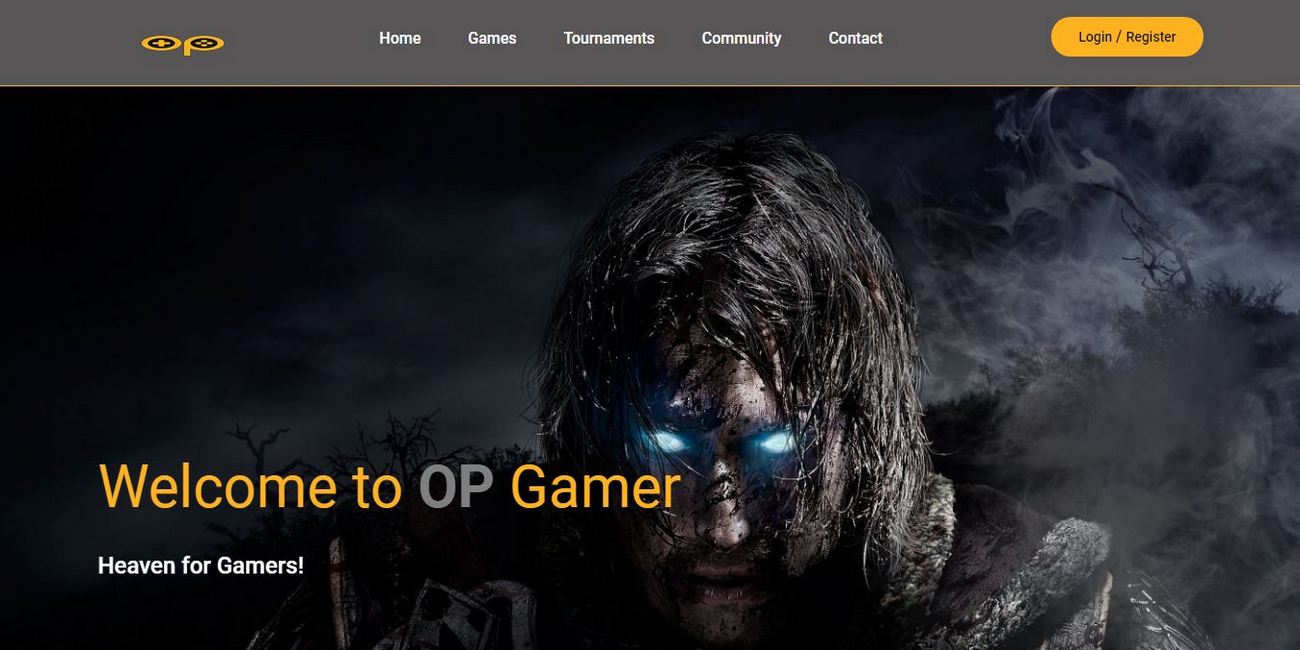 op
Home Games Tournaments Community Contact
Login / Register
Welcome to OP Gamer
Heaven for Gamers!